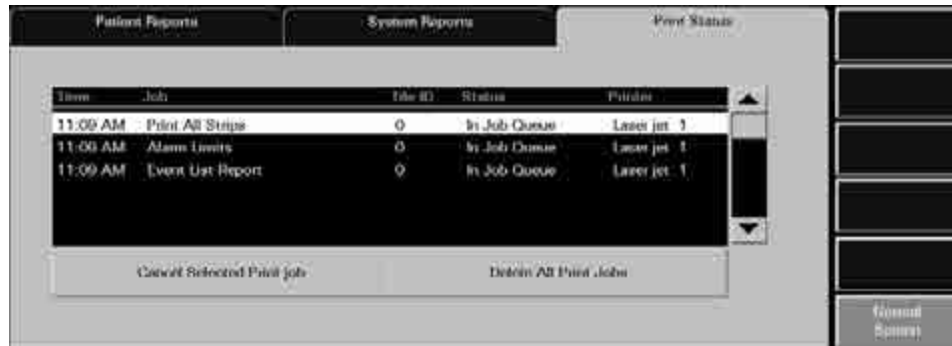 Patient Reports System Reports Print Status
Time Job Tile ID Status Printer
11:09 AM Print All Strips 0 In Job Queue Laser jet 1
11:09 AM Alarm Limits 0 In Job Queue Laser jet 1
11:09 AM Event List Report 0 In Job Queue Laser jet 1
Cancel Selected Print job Delete All Print Jobs